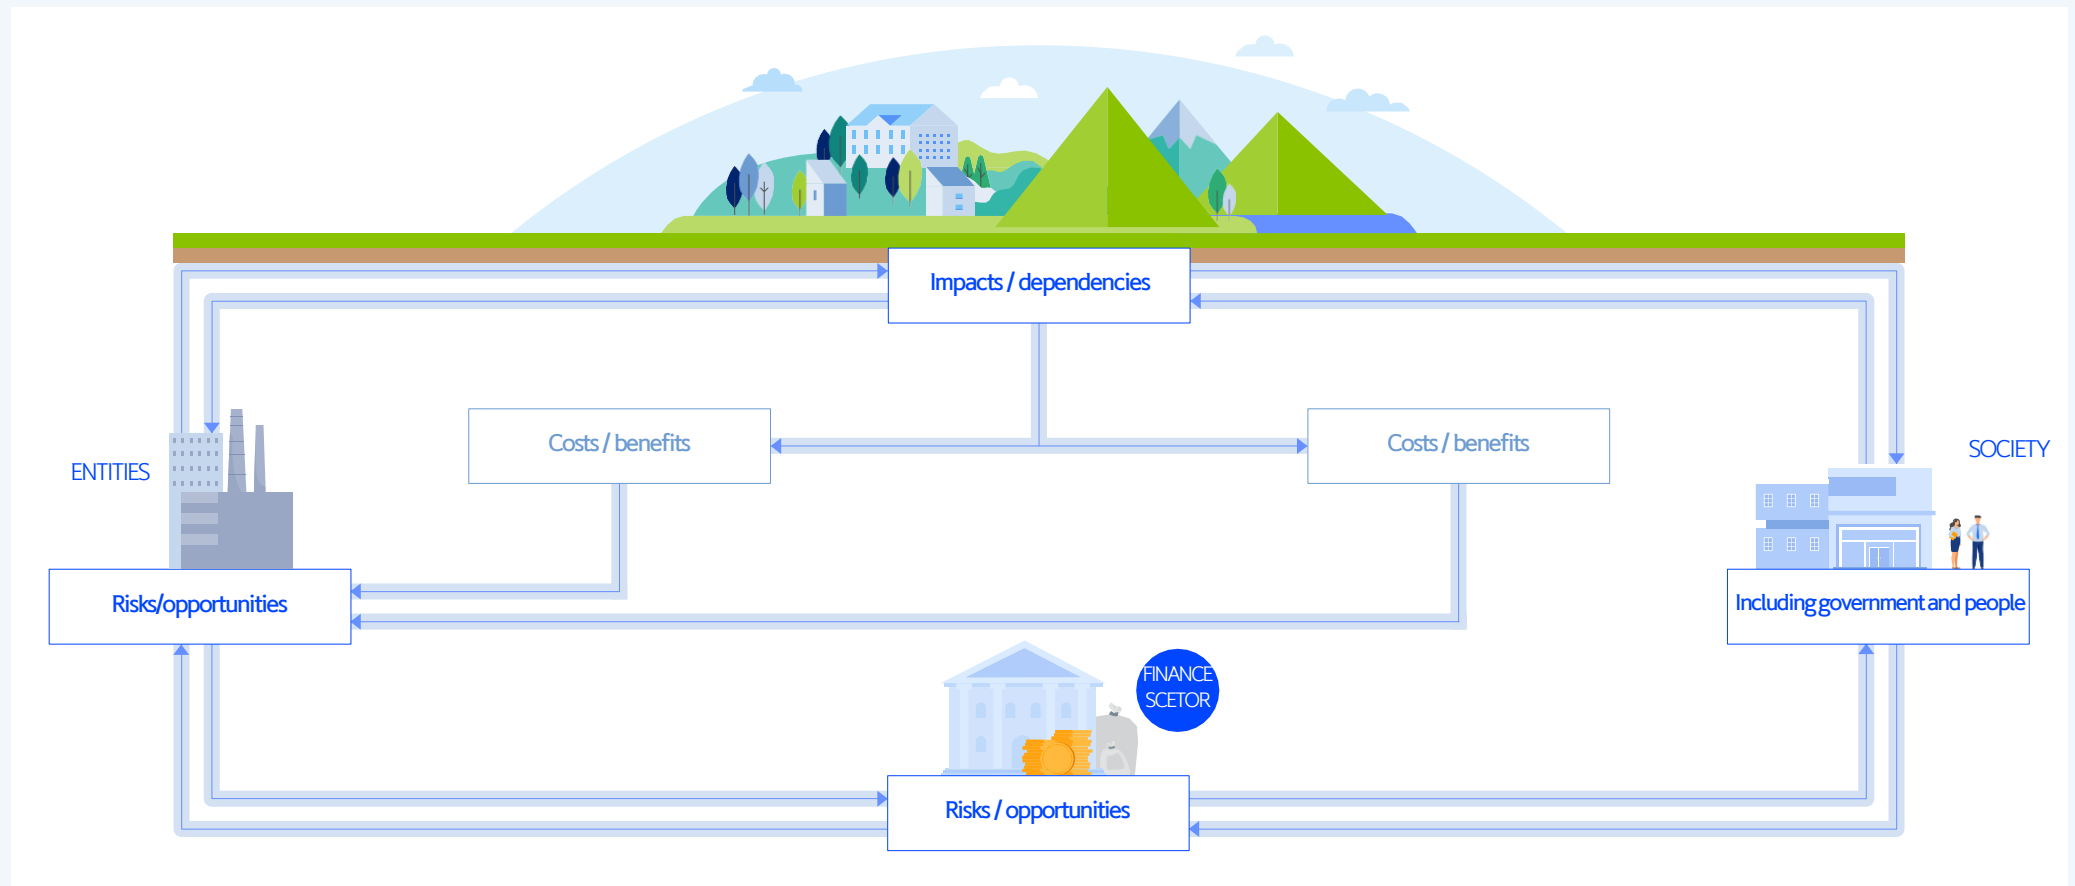 Impacts / dependencies
Costs / benefits
Costs / benefits
ENTITIES
SOCIETY
Risks/opportunities
Including government and people
FINANCE
SCETOR
Risks / opportunities